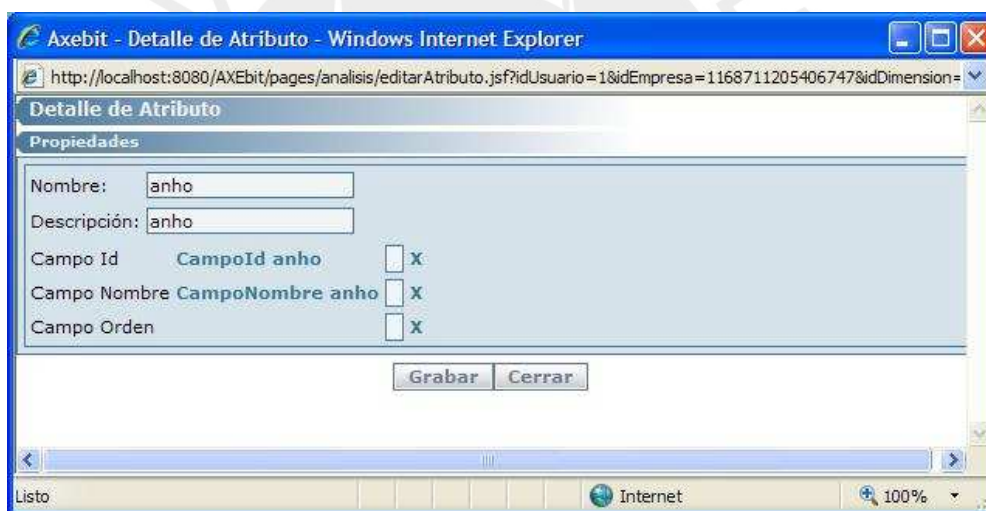 Axebit - Detalle de Atributo - Windows Internet Explorer
http://localhost:8080/AXEbit/pages/analisis/editarAtributo.jsf?idUsuario=1&idEmpresa=1168711205406747&idDimension=
Detalle de Atributo
Propiedades
Nombre: anho
Descripción: anho
Campo Id CampoId anho X
Campo Nombre CampoNombre anho X
Campo Orden X
Grabar Cerrar
Listo Internet 100%